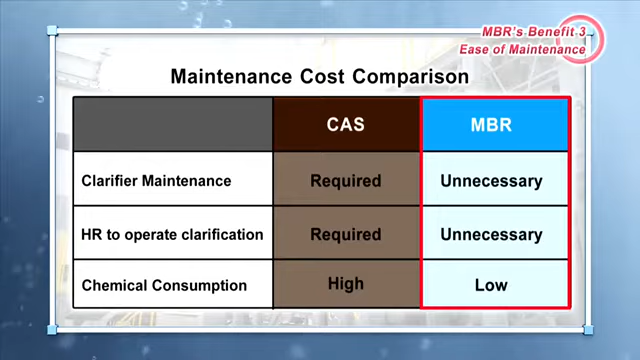 MBR's Benefit 3
Ease of Maintenance
Maintenance Cost Comparison
CAS MBR
Clarifier Maintenance Required Unnecessary
HR to operate clarification Required Unnecessary
Chemical Consumption High Low